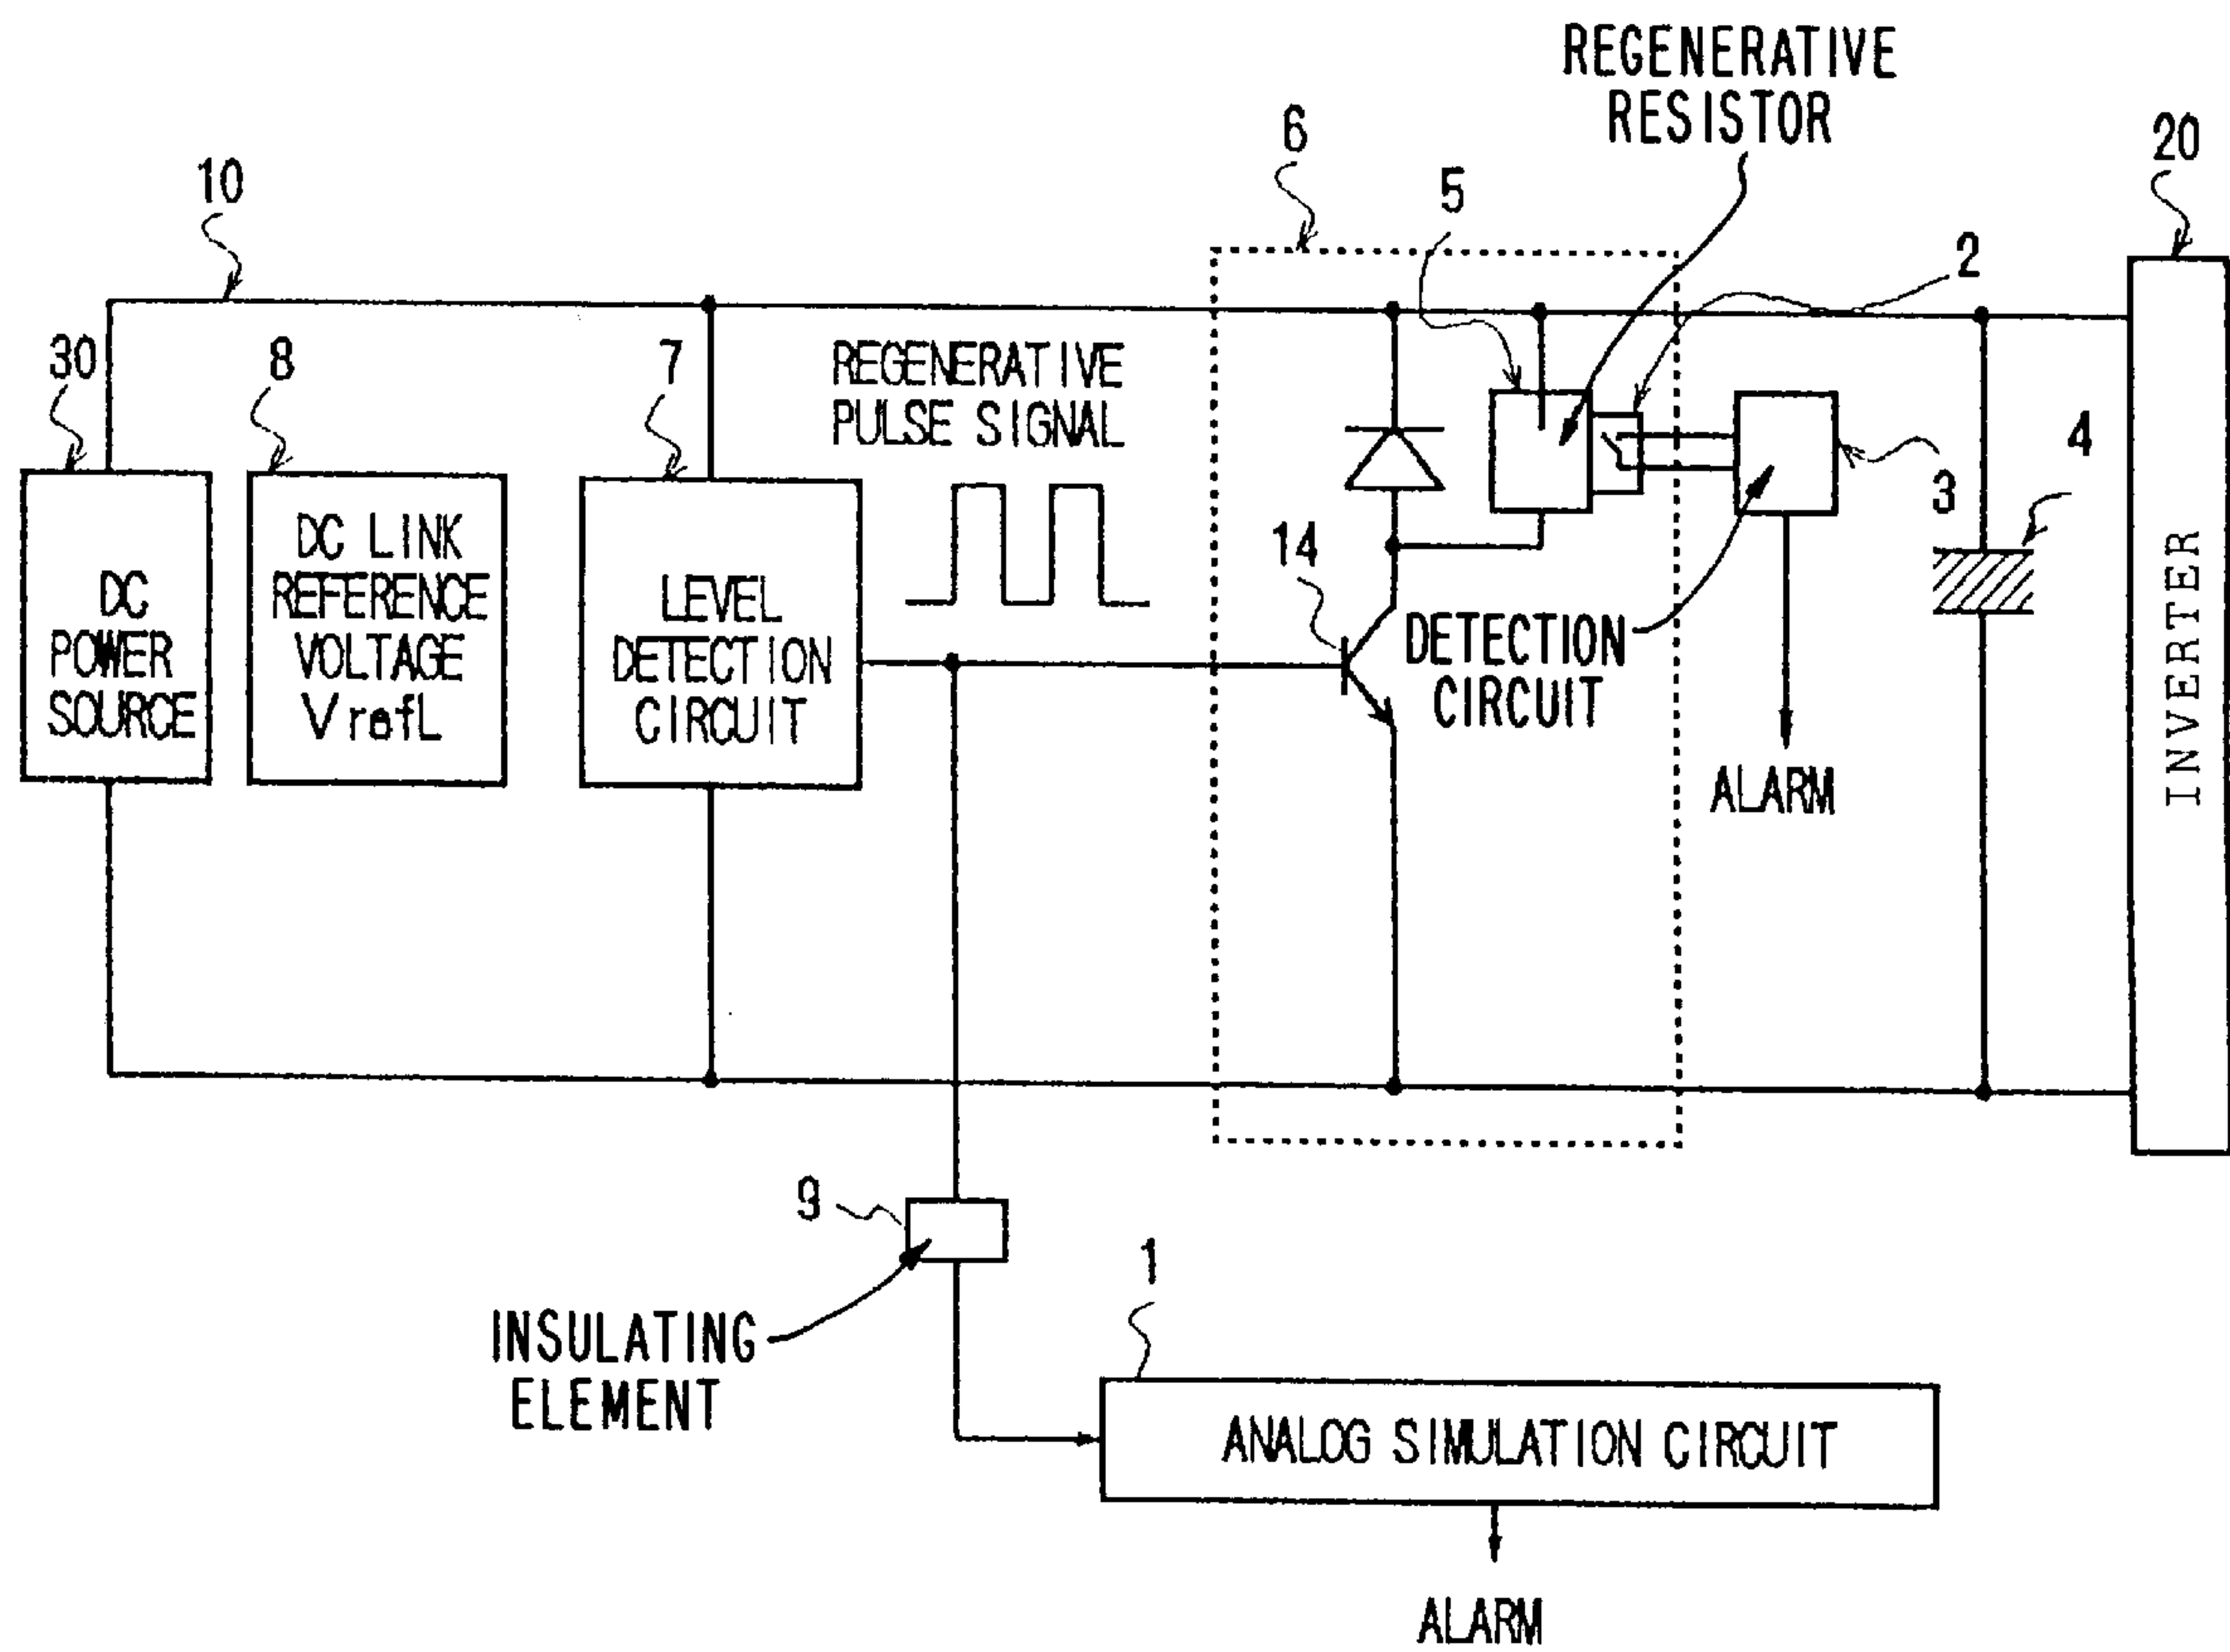 REGENERATIVE
RESISTOR
6
20
10
5
2
30
8
7
REGENERATIVE
PULSE SIGNAL
4
3
DC LINK
REFERENCE
VOLTAGE
VrefL
DC
POWER
SOURCE
LEVEL
DETECTION
CIRCUIT
14
DETECTION
CIRCUIT
ALARM
INVERTER
9
INSULATING
ELEMENT
1
ANALOG SIMULATION CIRCUIT
ALARM